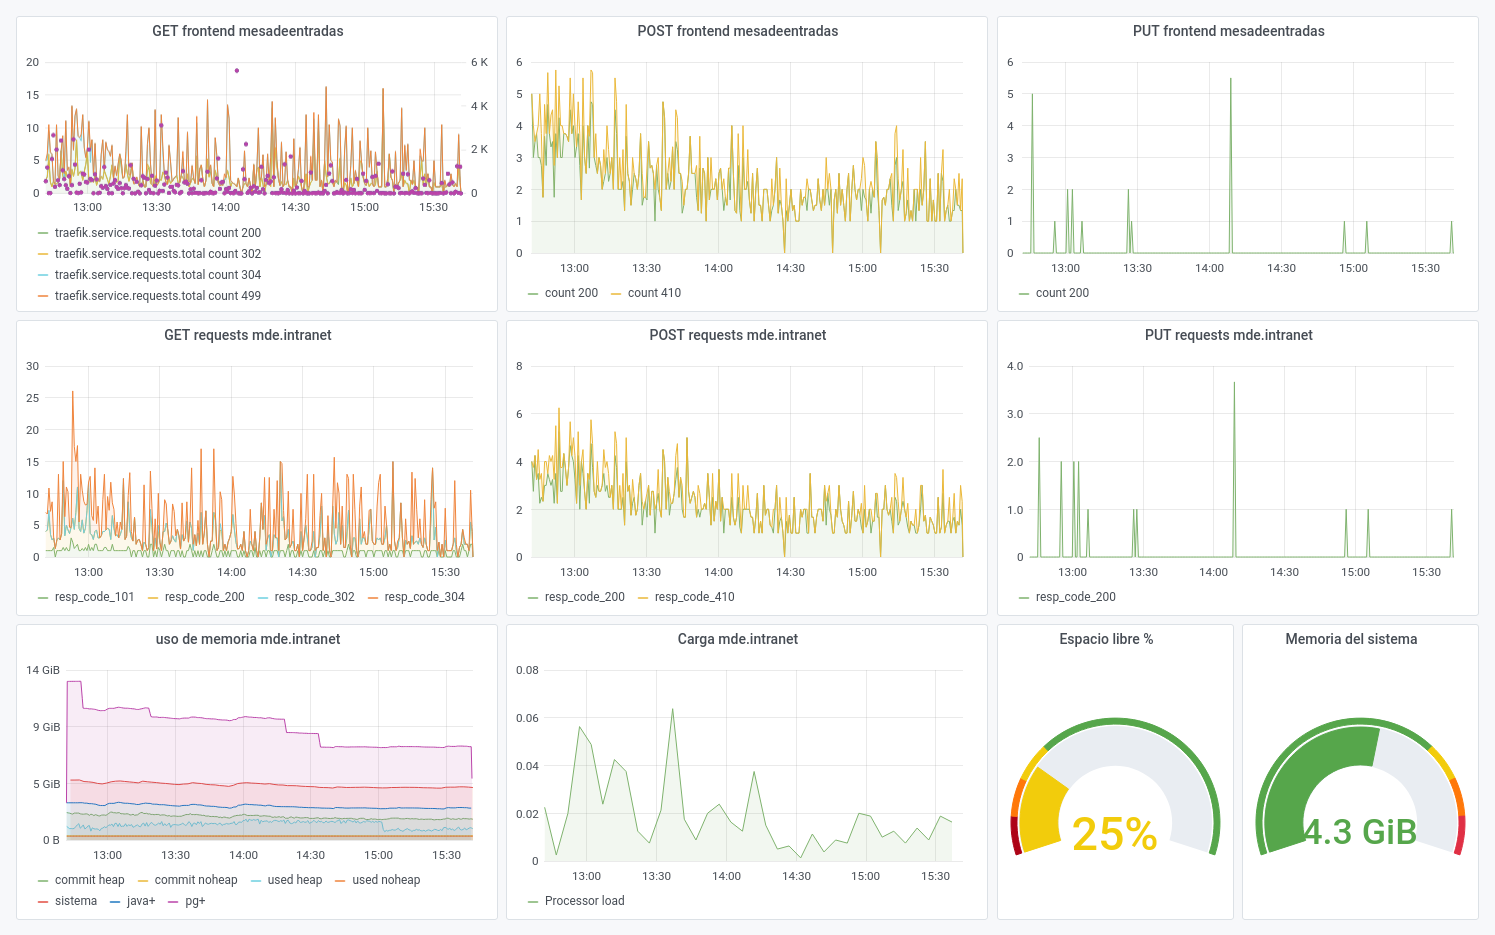 GET frontend mesadeentradas
20
15
10
5
0
6 K
4 K
2 K
0
13:00 13:30 14:00 14:30 15:00 15:30
traefik.service.requests.total count 200
traefik.service.requests.total count 302
traefik.service.requests.total count 304
traefik.service.requests.total count 499
POST frontend mesadeentradas
6
5
4
3
2
1
0
13:00 13:30 14:00 14:30 15:00 15:30
count 200 count 410
PUT frontend mesadeentradas
6
5
4
3
2
1
0
13:00 13:30 14:00 14:30 15:00 15:30
count 200
GET requests mde.intranet
30
25
20
15
10
5
0
13:00 13:30 14:00 14:30 15:00 15:30
resp_code_101 resp_code_200 resp_code_302 resp_code_304
POST requests mde.intranet
8
6
4
2
0
13:00 13:30 14:00 14:30 15:00 15:30
resp_code_200 resp_code_410
PUT requests mde.intranet
4.0
3.0
2.0
1.0
0
13:00 13:30 14:00 14:30 15:00 15:30
resp_code_200
uso de memoria mde.intranet
14 GiB
9 GiB
5 GiB
0 B
13:00 13:30 14:00 14:30 15:00 15:30
commit heap commit noheap used heap used noheap
sistema java+ pg+
Carga mde.intranet
0.08
0.06
0.04
0.02
0
13:00 13:30 14:00 14:30 15:00 15:30
Processor load
Espacio libre %
25%
Memoria del sistema
4.3 GiB